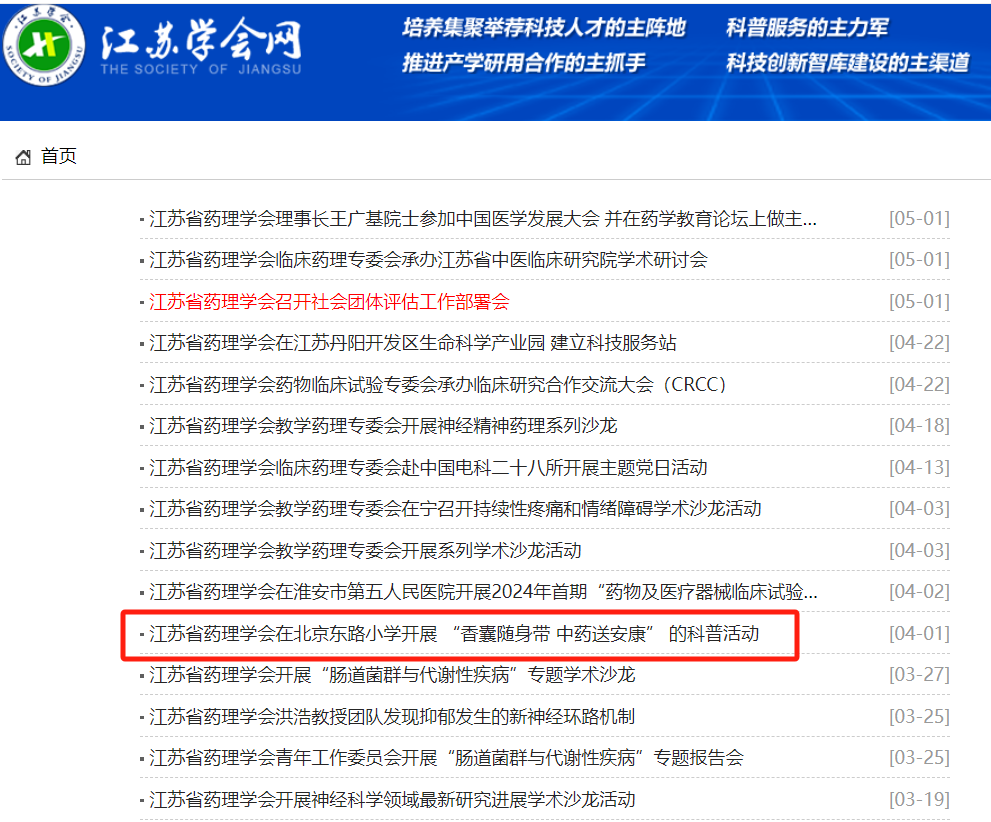 江苏学会
SOCIETY OF JIANGSU
江苏学会网
THE SOCIETY OF JIANGSU
培养集聚举荐科技人才的主阵地 科普服务的主力军
推进产学研用合作的主抓手 科技创新智库建设的主渠道
首页
江苏省药理学会理事长王广基院士参加中国医学发展大会 并在药学教育论坛上做主... [05-01]
江苏省药理学会临床药理专委会承办江苏省中医临床研究院学术研讨会 [05-01]
江苏省药理学会召开社会团体评估工作部署会 [05-01]
江苏省药理学会在江苏丹阳开发区生命科学产业园 建立科技服务站 [04-22]
江苏省药理学会药物临床试验专委会承办临床研究合作交流大会（CRCC） [04-22]
江苏省药理学会教学药理专委会开展神经精神药理系列沙龙 [04-18]
江苏省药理学会临床药理专委会赴中国电科二十八所开展主题党日活动 [04-13]
江苏省药理学会教学药理专委会在宁召开持续性疼痛和情绪障碍学术沙龙活动 [04-03]
江苏省药理学会教学药理专委会开展系列学术沙龙活动 [04-03]
江苏省药理学会在淮安市第五人民医院开展2024年首期“药物及医疗器械临床试验... [04-02]
江苏省药理学会在北京东路小学开展 “香囊随身带 中药送安康” 的科普活动 [04-01]
江苏省药理学会开展“肠道菌群与代谢性疾病”专题学术沙龙 [03-27]
江苏省药理学会洪浩教授团队发现抑郁发生的新神经环路机制 [03-25]
江苏省药理学会青年工作委员会开展“肠道菌群与代谢性疾病”专题报告会 [03-25]
江苏省药理学会开展神经科学领域最新研究进展学术沙龙活动 [03-19]